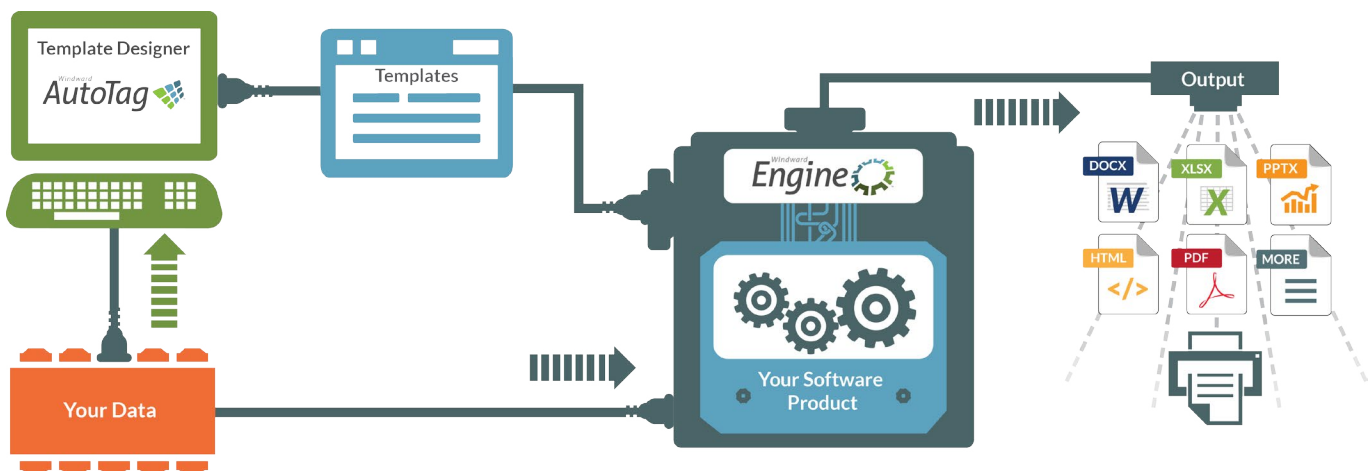 Template Designer
Windward
AutoTag
Templates
Your Data
Windward
Engine
Your Software
Product
Output
DOCX
W
XLSX
X
PPTX
HTML
</>
PDF
MORE